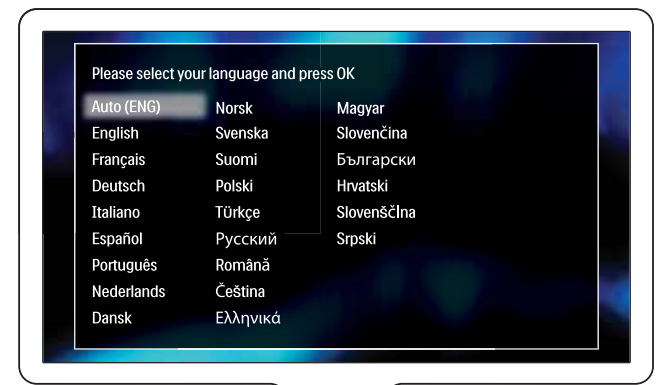 Please select your language and press OK
Auto (ENG)
English
Français
Deutsch
Italiano
Español
Português
Nederlands
Dansk
Norsk
Svenska
Suomi
Polski
Türkçe
Русский
Română
Čeština
Ελληνικά
Magyar
Slovenčina
Български
Hrvatski
Slovenščlna
Srpski